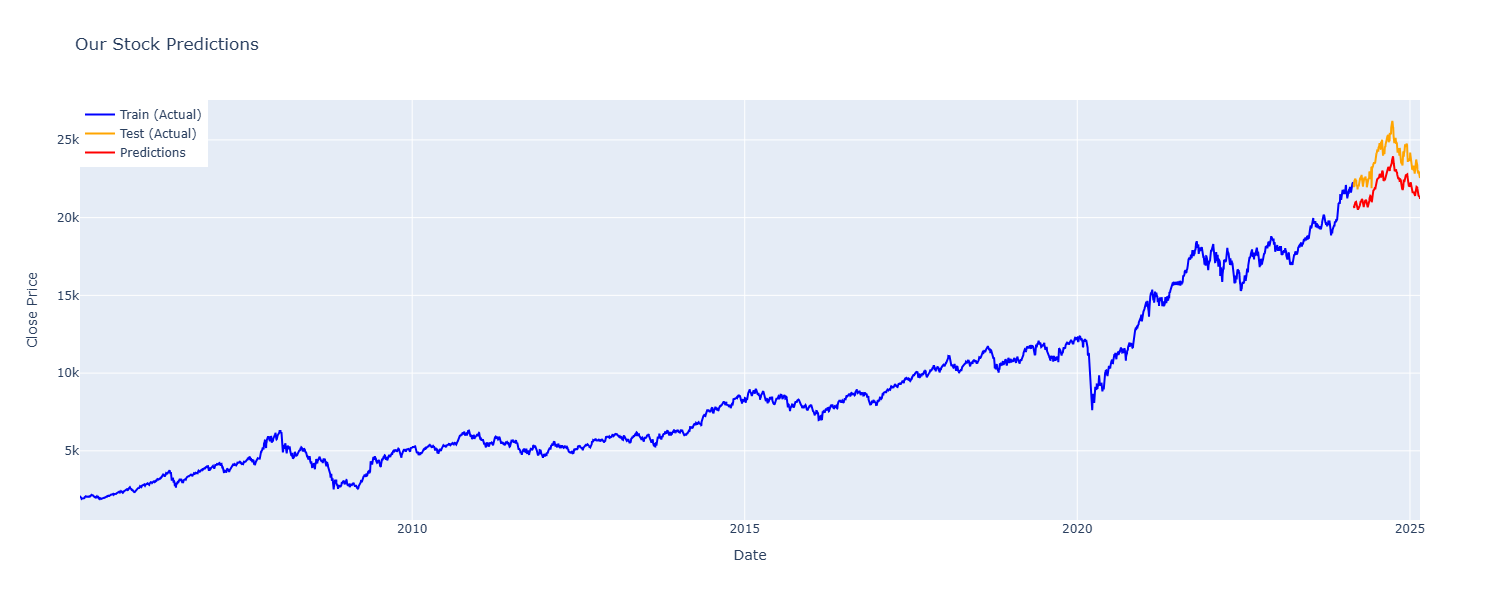 Our Stock Predictions
Train (Actual)
Test (Actual)
Predictions
25k
20k
15k
10k
5k
Close Price
2010
2015
2020
2025
Date